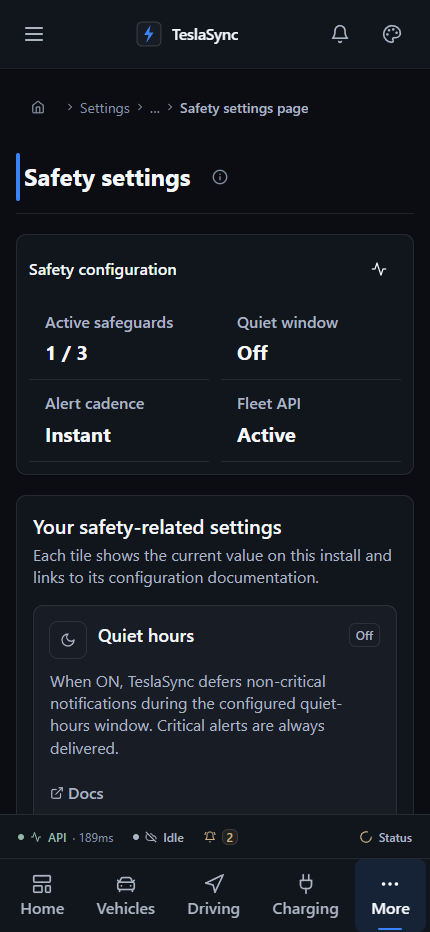 TeslaSync
Settings ... Safety settings page
Safety settings
Safety configuration
Active safeguards
1 / 3
Quiet window
Off
Alert cadence
Instant
Fleet API
Active
Your safety-related settings
Each tile shows the current value on this install and
links to its configuration documentation.
Quiet hours
Off
When ON, TeslaSync defers non-critical
notifications during the configured quiet-
hours window. Critical alerts are always
delivered.
Docs
API · 189ms Idle 2 Status
Home Vehicles Driving Charging More